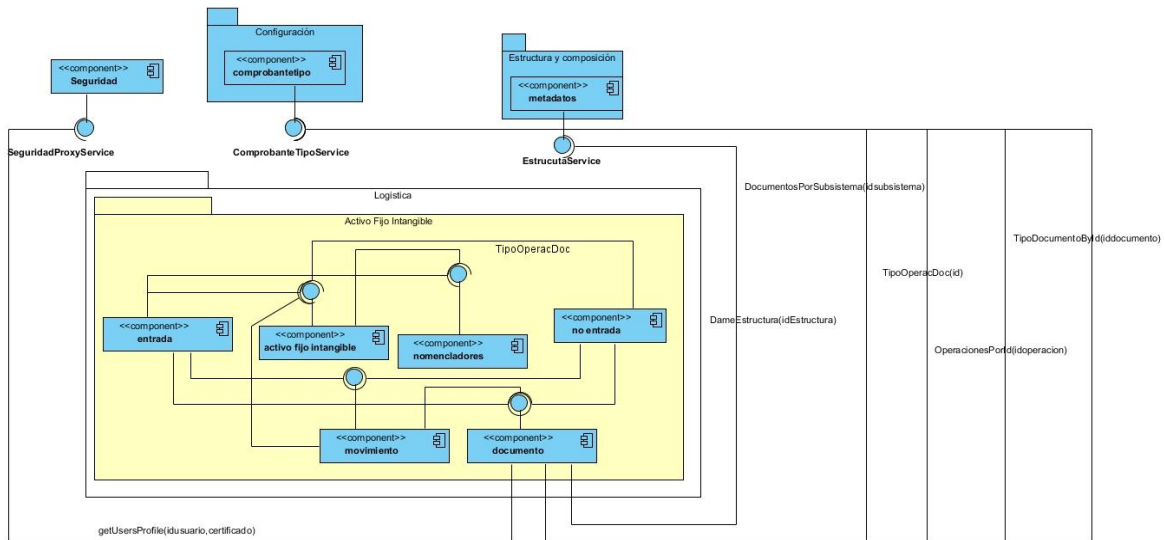 Configuración
<<component>>
comprobantetipo
<<component>>
Seguridad
Estructura y composición
<<component>>
metadatos
SeguridadProxyService
ComprobanteTipoService
EstrucutaService
DocumentosPorSubsistema(idsubsistema)
Logistica
Activo Fijo Intangible
TipoOperacDoc
TipoDocumentoById(iddocumento)
TipoOperacDoc(id)
DameEstructura(idEstructura)
<<component>>
entrada
<<component>>
activo fijo intangible
<<component>>
nomencladores
<<component>>
no entrada
OperacionesPorId(idoperacion)
<<component>>
movimiento
<<component>>
documento
getUsersProfile(idusuario,certificado)